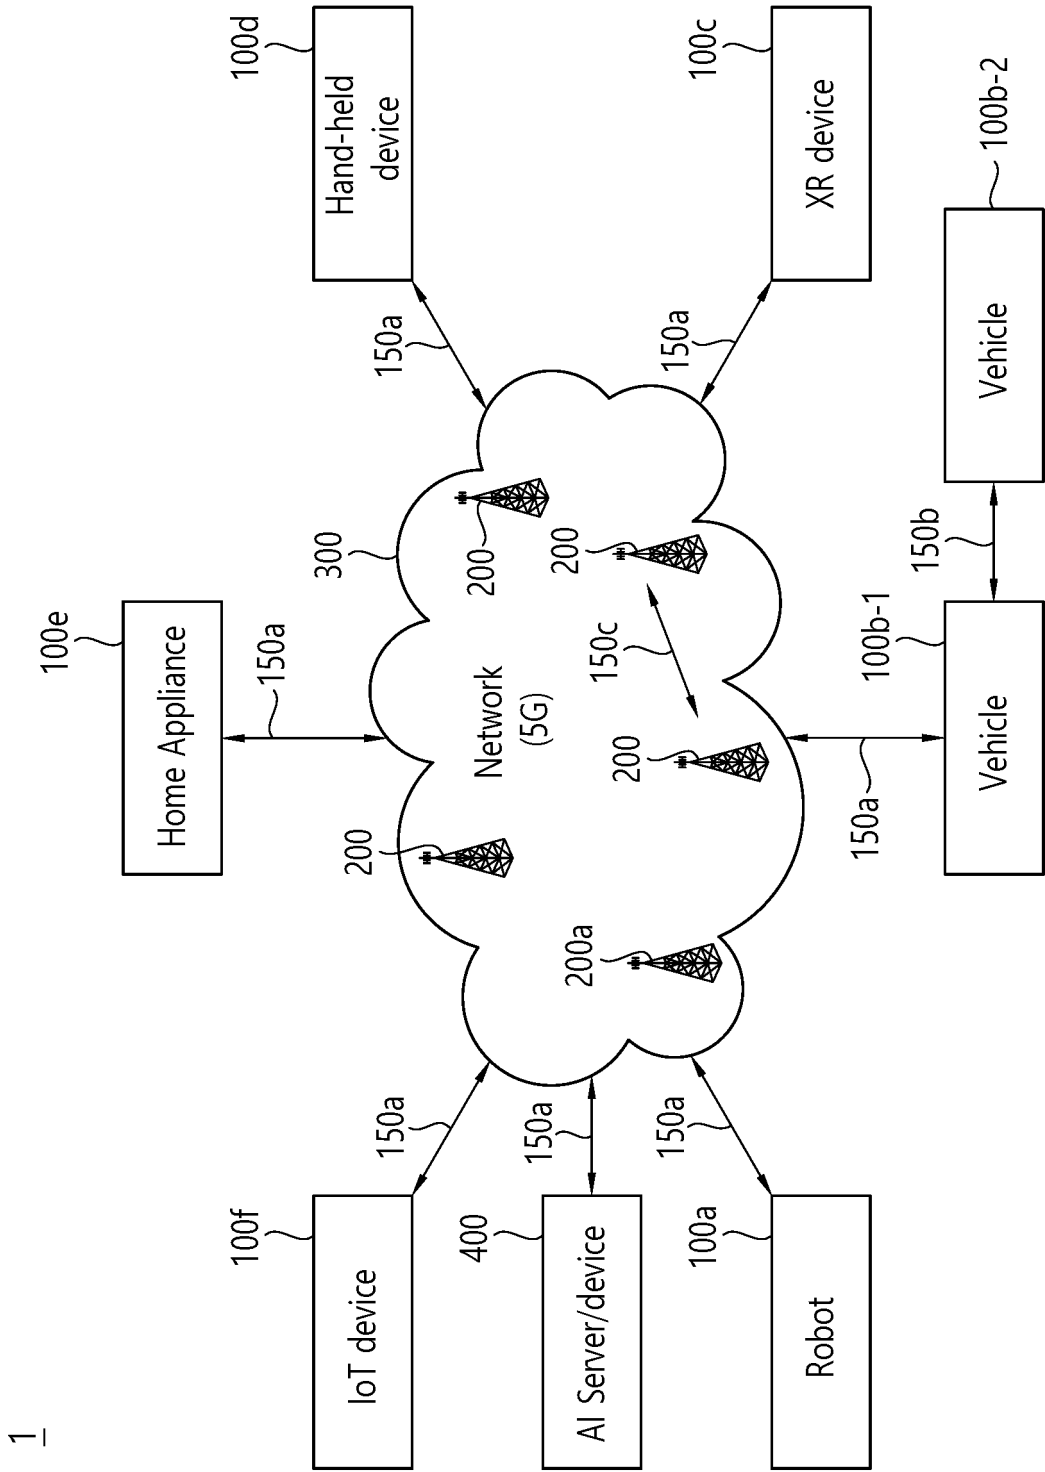 1
100e
Home Appliance
150a
100f
100d
300
IoT device
Hand-held
device
200
150a
150a
400
200
Network
(5G)
150a
200
AI Server/device
200a
150c
200
150a
150a
100a
100c
Robot
XR device
150a
100b-1
150b
100b-2
Vehicle
Vehicle